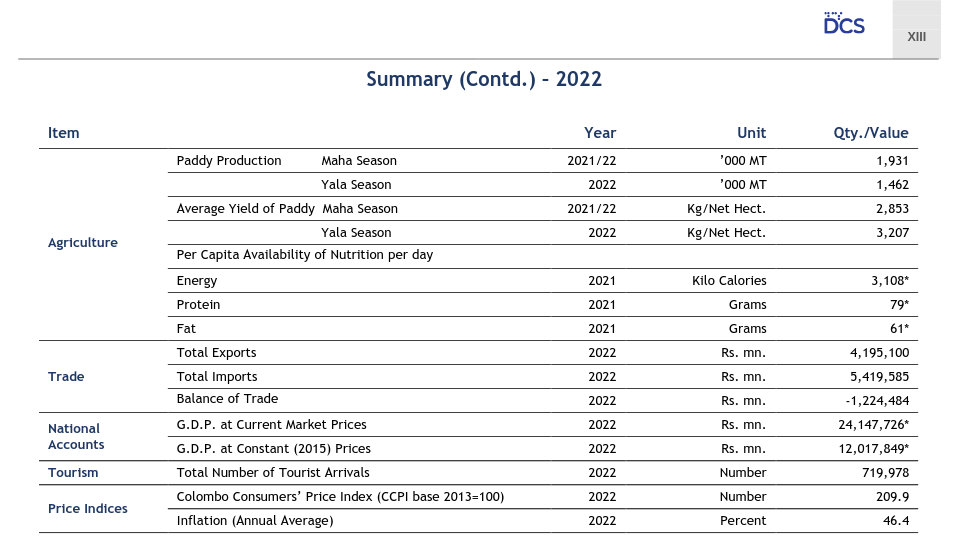 DCS
XIII
Summary (Contd.) – 2022
Item Year Unit Qty./Value
Agriculture
Paddy Production Maha Season 2021/22 ’000 MT 1,931
Yala Season 2022 ’000 MT 1,462
Average Yield of Paddy Maha Season 2021/22 Kg/Net Hect. 2,853
Yala Season 2022 Kg/Net Hect. 3,207
Per Capita Availability of Nutrition per day
Energy 2021 Kilo Calories 3,108*
Protein 2021 Grams 79*
Fat 2021 Grams 61*
Trade
Total Exports 2022 Rs. mn. 4,195,100
Total Imports 2022 Rs. mn. 5,419,585
Balance of Trade 2022 Rs. mn. -1,224,484
National
Accounts
G.D.P. at Current Market Prices 2022 Rs. mn. 24,147,726*
G.D.P. at Constant (2015) Prices 2022 Rs. mn. 12,017,849*
Tourism Total Number of Tourist Arrivals 2022 Number 719,978
Price Indices
Colombo Consumers’ Price Index (CCPI base 2013=100) 2022 Number 209.9
Inflation (Annual Average) 2022 Percent 46.4